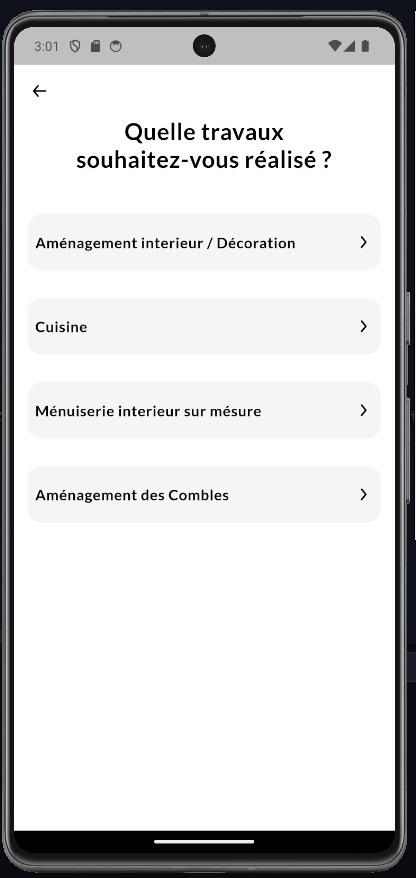 3:01
Quelle travaux
souhaitez-vous réalisé ?
Aménagement interieur / Décoration
Cuisine
Ménuiserie interieur sur mésure
Aménagement des Combles